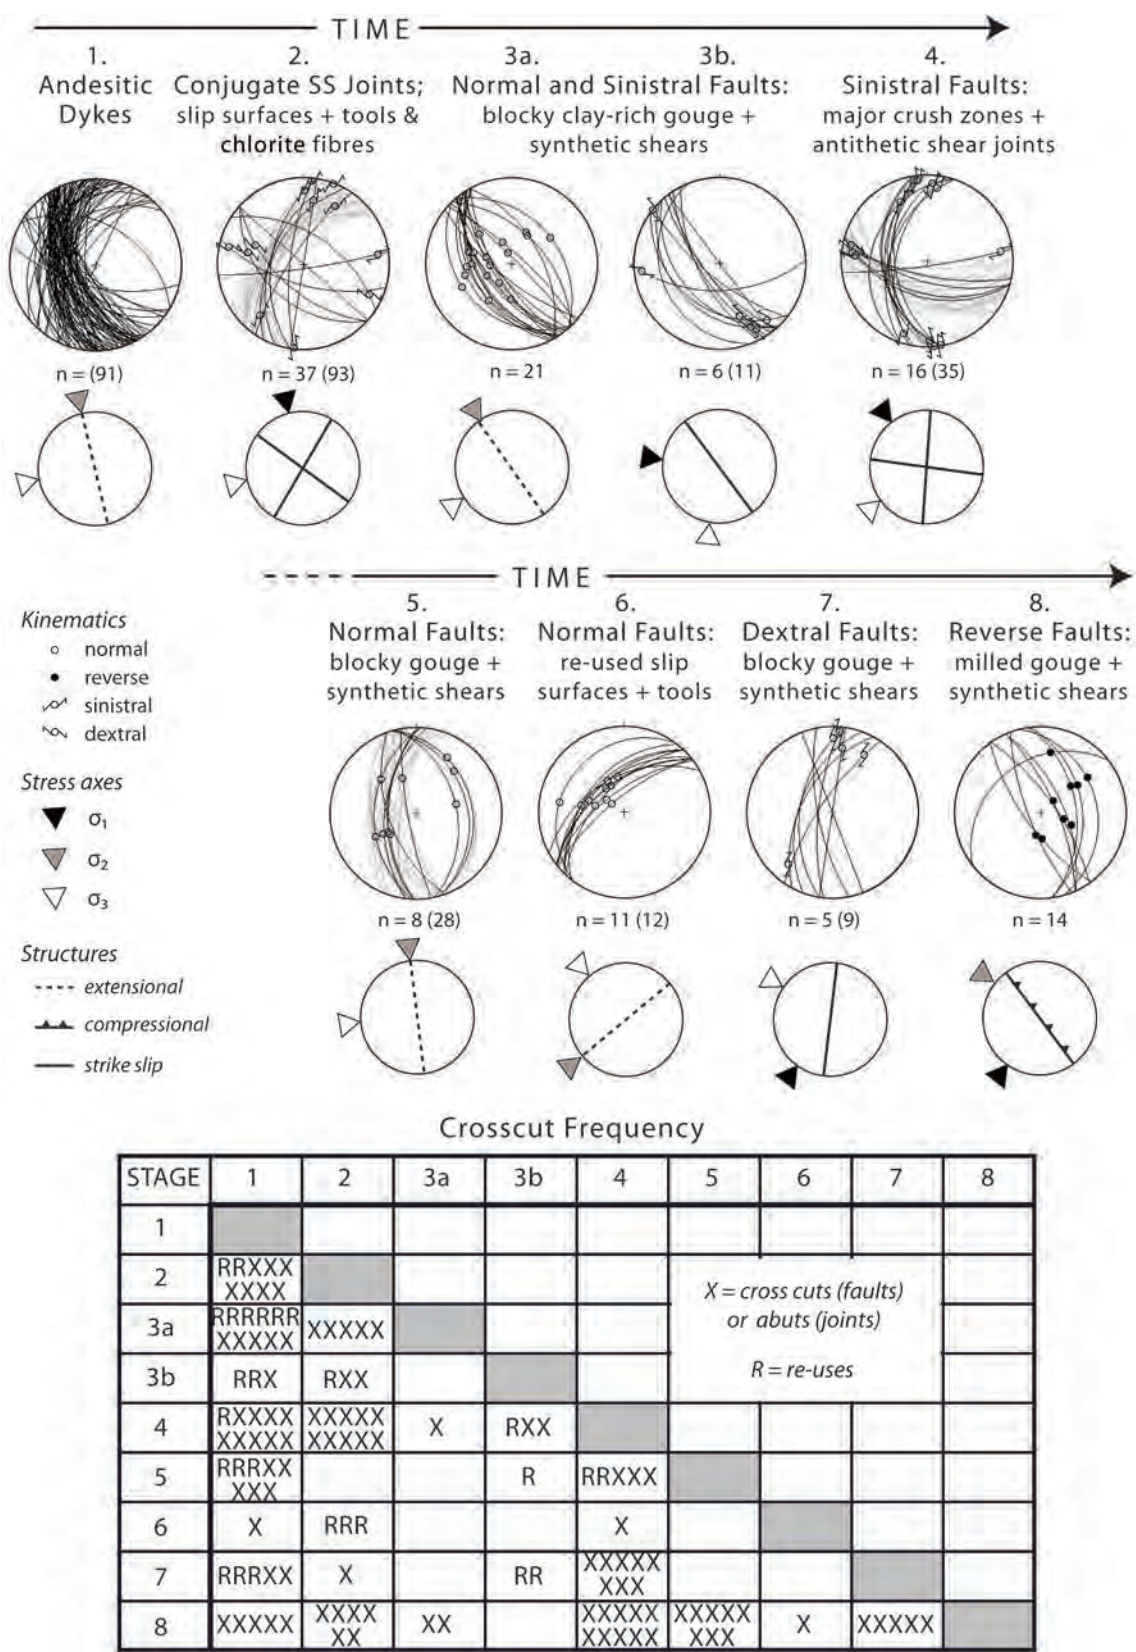 TIME
1.
Andesitic
Dykes
2.
Conjugate SS Joints;
slip surfaces + tools &
chlorite fibres
3a.
3b.
Normal and Sinistral Faults:
blocky clay-rich gouge +
synthetic shears
4.
Sinistral Faults:
major crush zones +
antithetic shear joints
n = (91)
n = 37 (93)
n = 21
n = 6 (11)
n = 16 (35)
TIME
Kinematics
normal
reverse
sinistral
dextral
Stress axes
σ1
σ2
σ3
Structures
extensional
compressional
strike slip
5.
Normal Faults:
blocky gouge +
synthetic shears
6.
Normal Faults:
re-used slip
surfaces + tools
7.
Dextral Faults:
blocky gouge +
synthetic shears
8.
Reverse Faults:
milled gouge +
synthetic shears
n = 8 (28)
n = 11 (12)
n = 5 (9)
n = 14
Crosscut Frequency
STAGE 1 2 3a 3b 4 5 6 7 8
1
2 RRXXX
XXXX
3a RRRRRR XXXXX
XXXXX
3b RRX RXX
4 RXXXX XXXXX X RXX
XXXXX XXXXX
5 RRRXX R RRXXX
XXX
6 X RRR X
7 RRRXX X RR XXXXX
XXX
8 XXXXX XXXX XX XXXXX XXXXX X XXXXX
XX XXXXX XXX
X = cross cuts (faults)
or abuts (joints)
R = re-uses